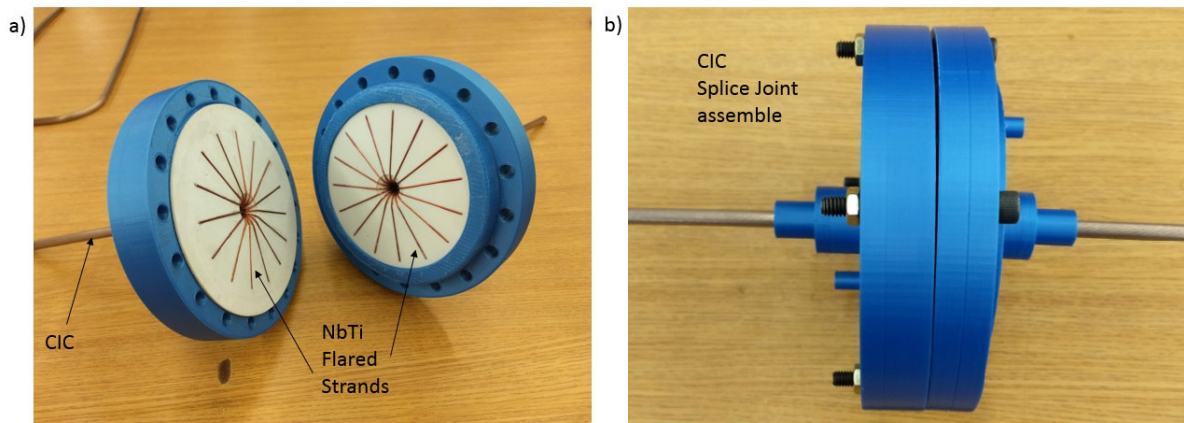 a)
CIC
NbTi
Flared
Strands
b)
CIC
Splice Joint
assemble